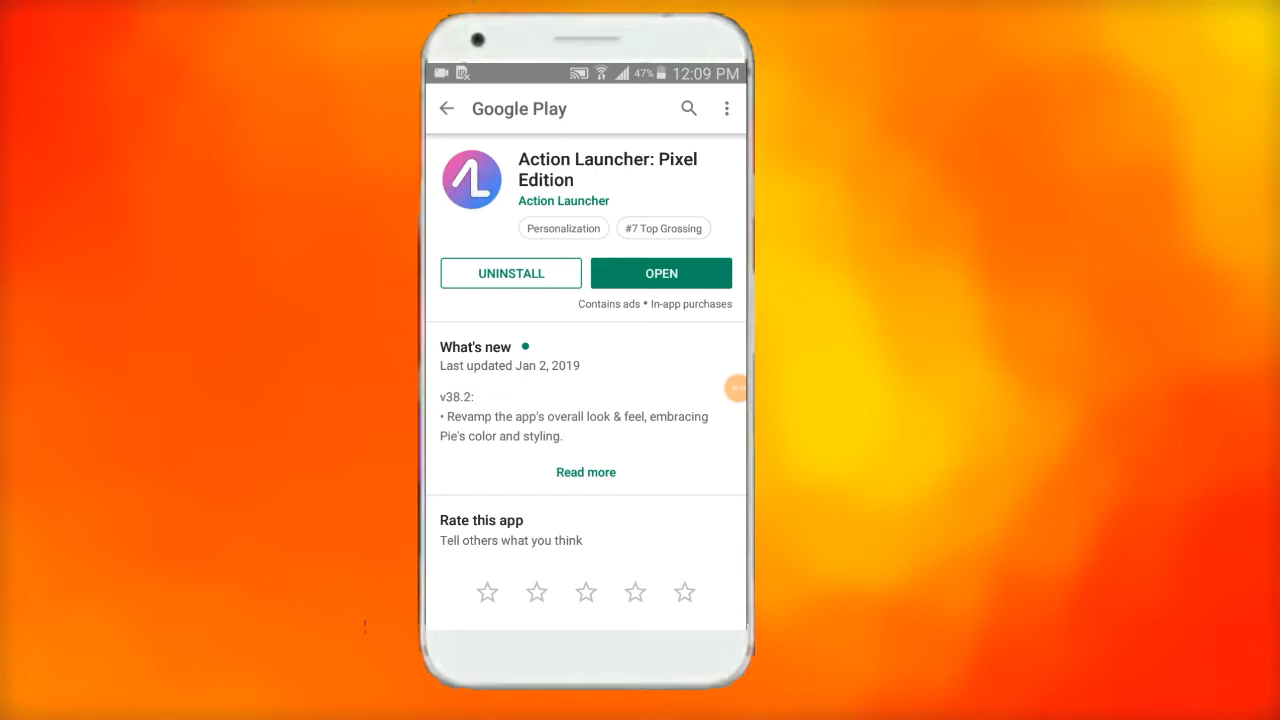 47% 12:09 PM
Google Play
Action Launcher: Pixel
Edition
Action Launcher
Personalization #7 Top Grossing
UNINSTALL OPEN
Contains ads • In-app purchases
What's new
Last updated Jan 2, 2019
v38.2:
• Revamp the app's overall look & feel, embracing
Pie's color and styling.
Read more
Rate this app
Tell others what you think